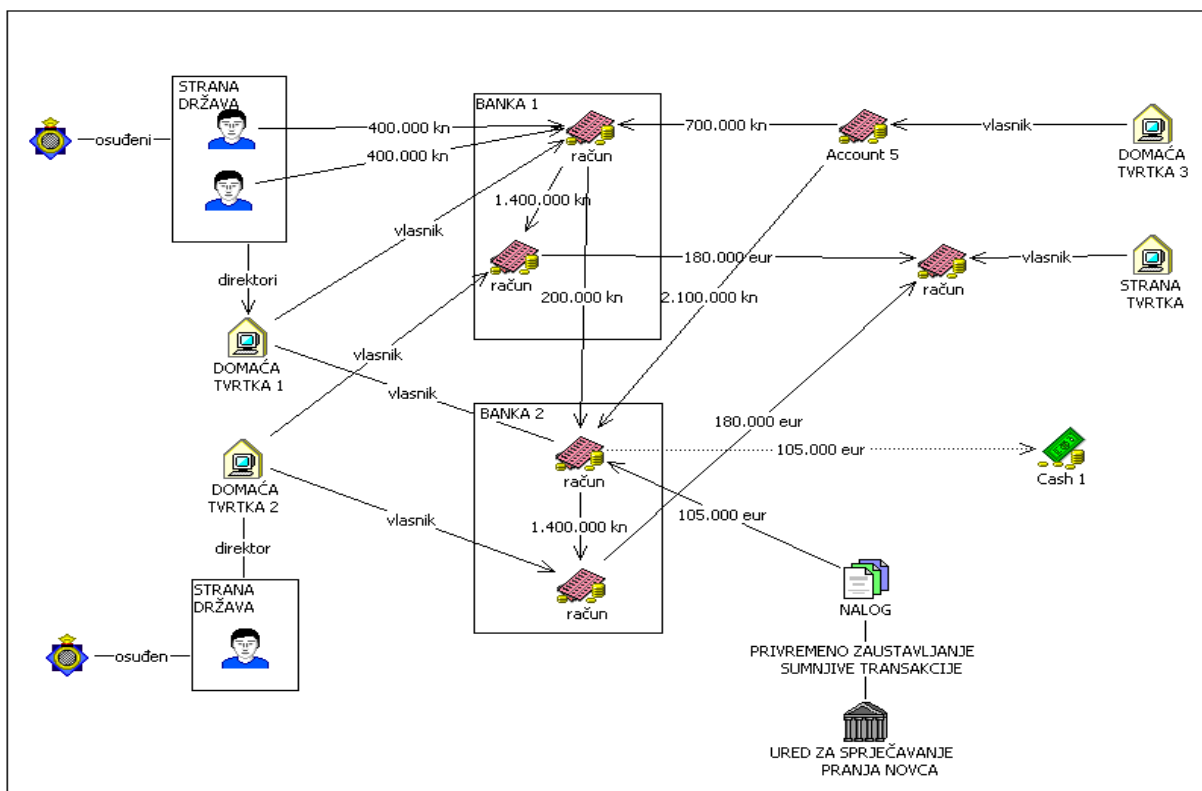 STRANA
DRŽAVA
osuđeni
400.000 kn
400.000 kn
BANKA 1
račun
700.000 kn
Account 5
vlasnik
DOMAĆA
TVRTKA 3
1.400.000 kn
vlasnik
račun
180.000 eur
račun
vlasnik
STRANA
TVRTKA
direktori
200.000 kn
2.100.000 kn
DOMAĆA
TVRTKA 1
vlasnik
vlasnik
BANKA 2
180.000 eur
DOMAĆA
TVRTKA 2
račun
105.000 eur
Cash 1
vlasnik
1.400.000 kn
105.000 eur
direktor
STRANA
DRŽAVA
račun
NALOG
osuđen
PRIVREMENO ZAUSTAVLJANJE
SUMNJIVE TRANSAKCIJE
URED ZA SPRJEČAVANJE
PRANJA NOVCA